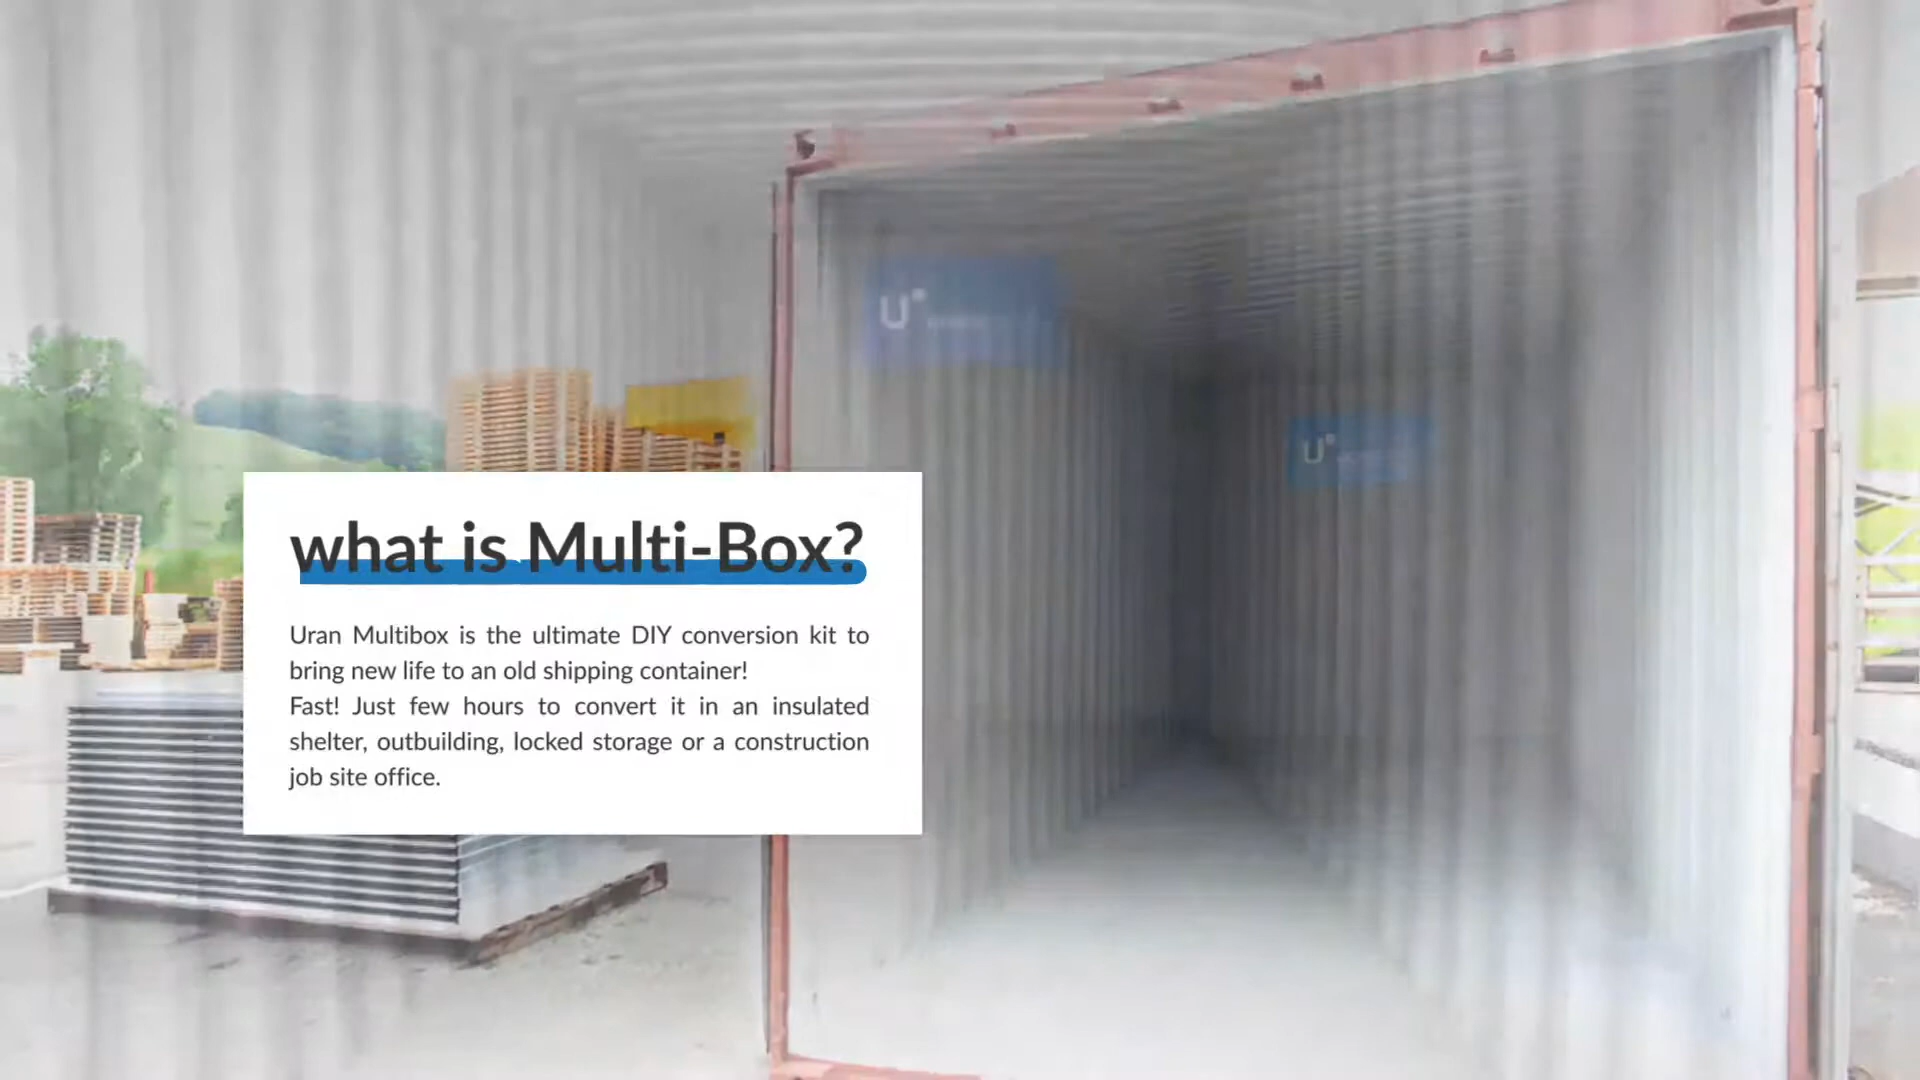 U°
U°
what is Multi-Box?
Uran Multibox is the ultimate DIY conversion kit to
bring new life to an old shipping container!
Fast! Just few hours to convert it in an insulated
shelter, outbuilding, locked storage or a construction
job site office.